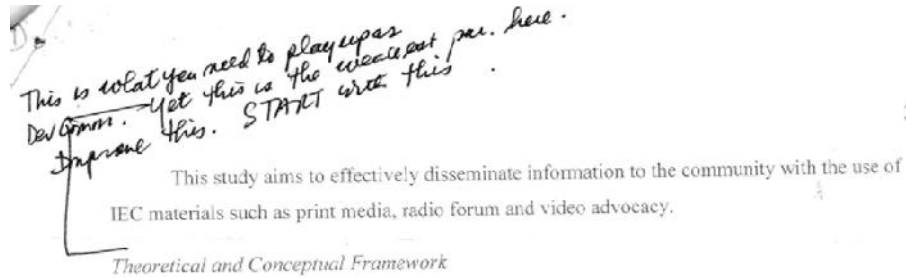 This is what you need to play up as
DevComm. Yet this is the weakest par. here.
Improve this. START with this.
This study aims to effectively disseminate information to the community with the use of
IEC materials such as print media, radio forum and video advocacy.
Theoretical and Conceptual Framework